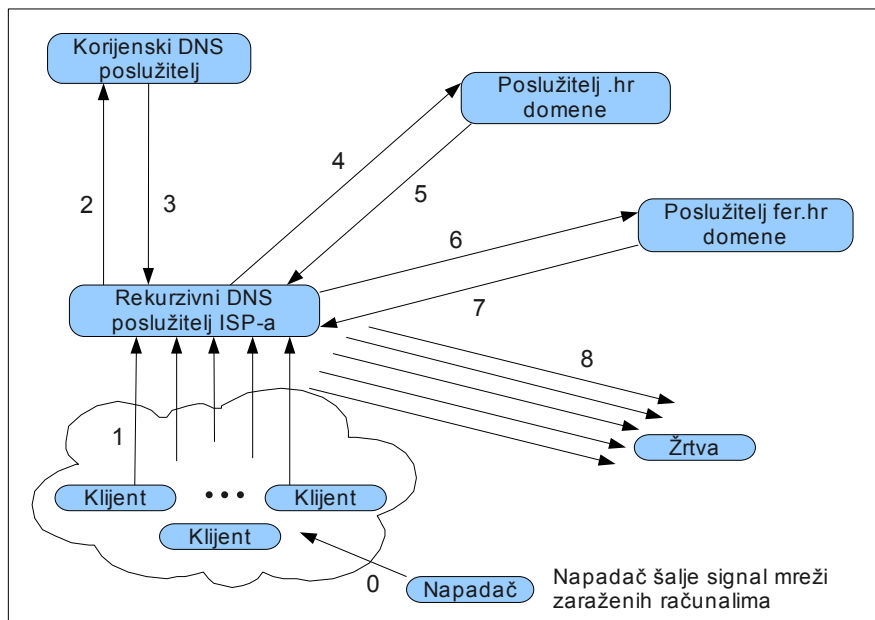 Korijenski DNS
poslužitelj
Poslužitelj .hr
domene
4
5
2
3
Poslužitelj fer.hr
domene
6
7
Rekurzivni DNS
poslužitelj ISP-a
8
1
Žrtva
Klijent
• • •
Klijent
Klijent
0
Napadač
Napadač šalje signal mreži
zaraženih računalima